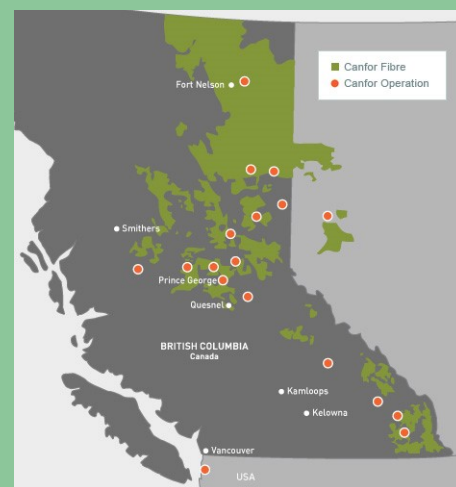 Canfor Fibre
Canfor Operation
Fort Nelson
Smithers
Prince George
Quesnel
BRITISH COLUMBIA
Canada
Kamloops
Kelowna
Vancouver
USA